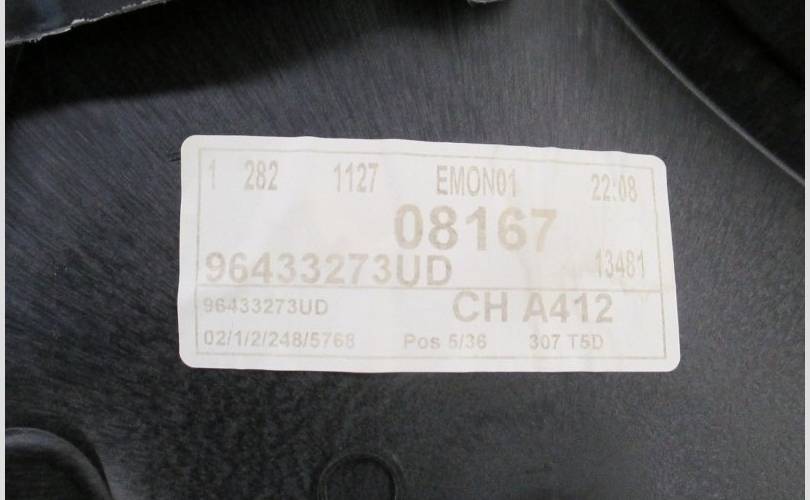 1 282 1127 EMON01 22:08
08167
96433273UD 13481
96433273UD CH A412
02/1/2/248/5768 Pos 5/36 307 T5D